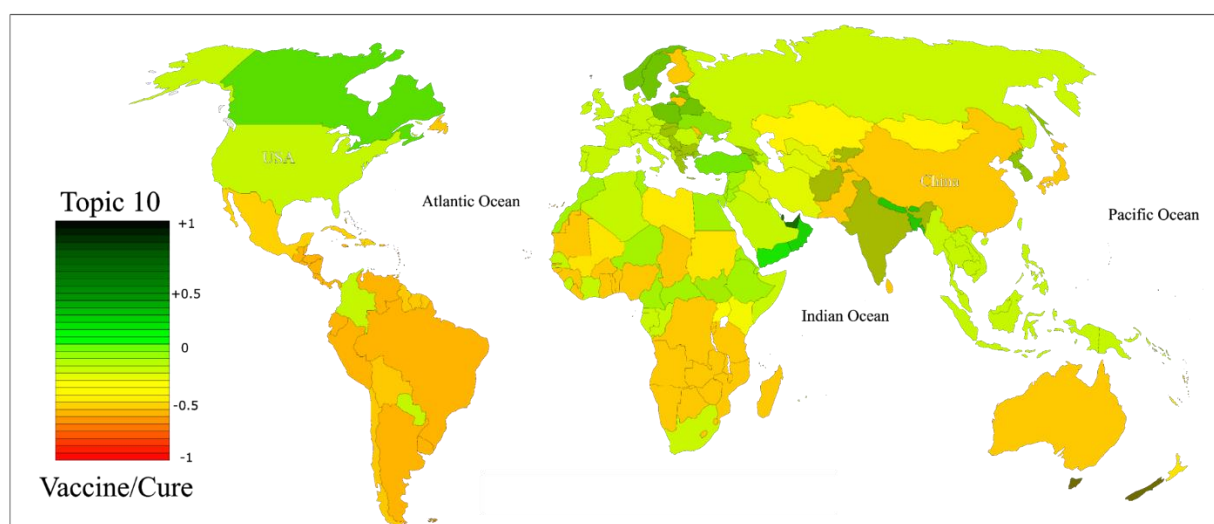 USA
Atlantic Ocean
China
Pacific Ocean
Indian Ocean
Topic 10
+1
+0.5
0
-0.5
-1
Vaccine/Cure